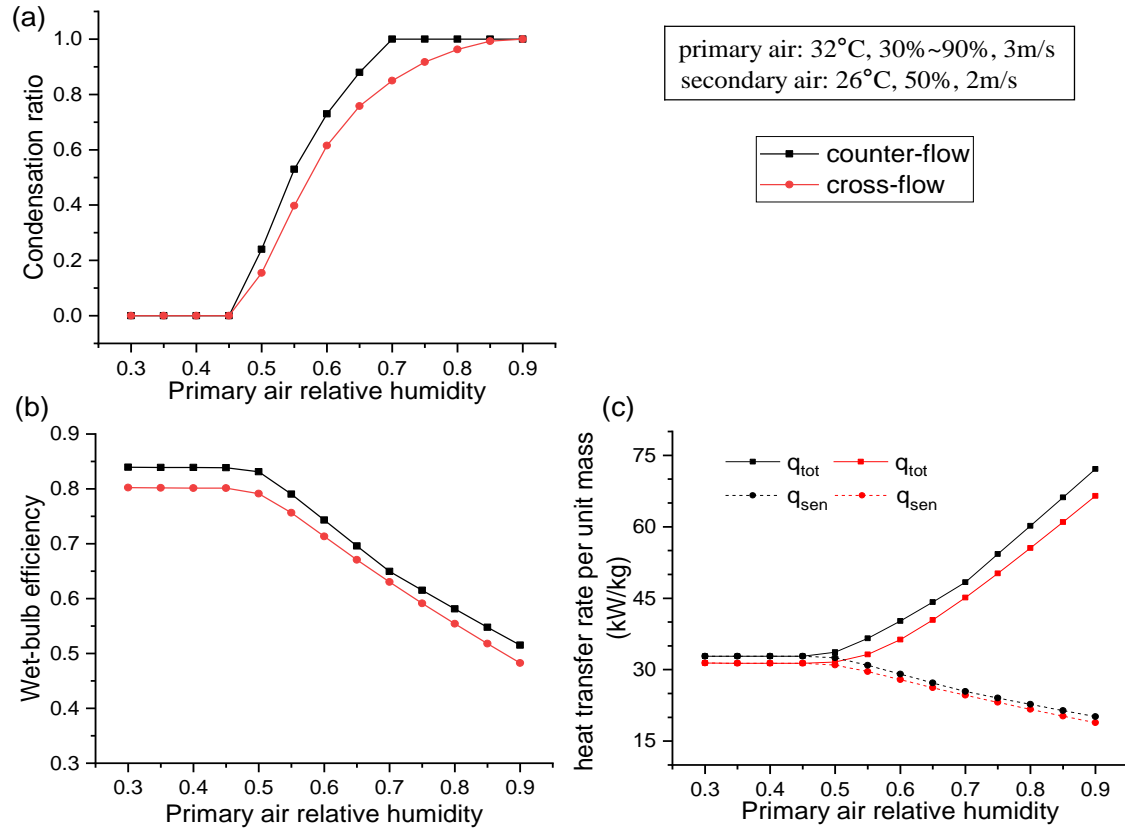 (a)
Condensation ratio
1.0
0.8
0.6
0.4
0.2
0.0
0.3 0.4 0.5 0.6 0.7 0.8 0.9
Primary air relative humidity
primary air: 32°C, 30%~90%, 3m/s
secondary air: 26°C, 50%, 2m/s
counter-flow
cross-flow
(b)
Wet-bulb efficiency
0.9
0.8
0.7
0.6
0.5
0.4
0.3
0.3 0.4 0.5 0.6 0.7 0.8 0.9
Primary air relative humidity
(c)
heat transfer rate per unit mass
(kW/kg)
75
60
45
30
15
qtot qtot
qsen qsen
0.3 0.4 0.5 0.6 0.7 0.8 0.9
Primary air relative humidity